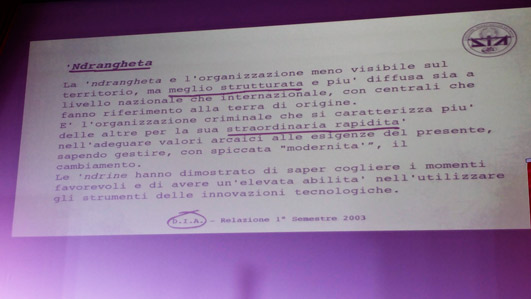 'Ndrangheta
La 'ndrangheta e l'organizzazione meno visibile sul
territorio, ma meglio strutturata e piu' diffusa sia a
livello nazionale che internazionale, con centrali che
fanno riferimento alla terra di origine.
E' l'organizzazione criminale che si caratterizza piu'
delle altre per la sua straordinaria rapidita'
nell'adeguare valori arcaici alle esigenze del presente,
sapendo gestire, con spiccata "modernita'", il
cambiamento.
Le 'ndrine hanno dimostrato di saper cogliere i momenti
favorevoli e di avere un'elevata abilita' nell'utilizzare
gli strumenti delle innovazioni tecnologiche.
D.I.A. - Relazione 1° Semestre 2003